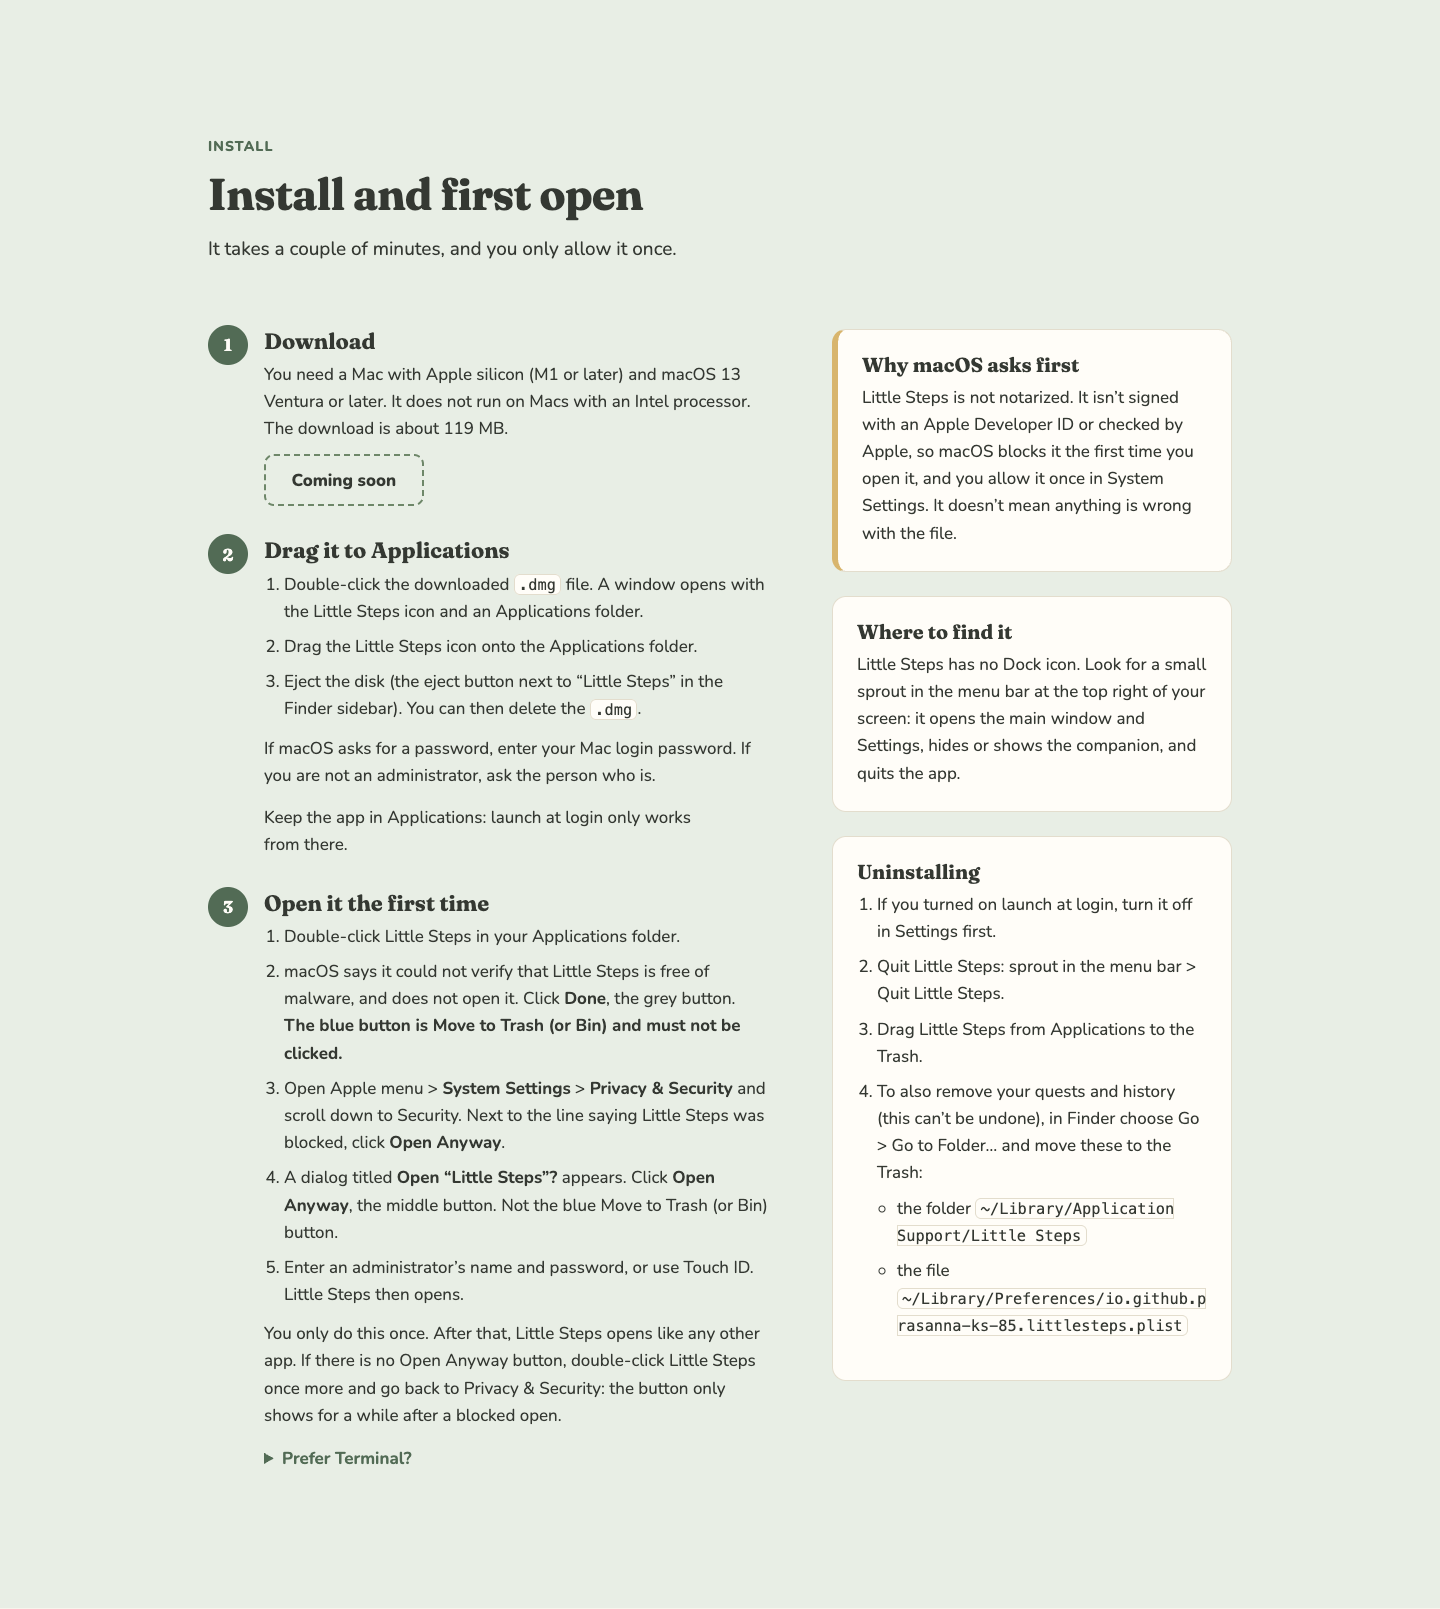 INSTALL
Install and first open
It takes a couple of minutes, and you only allow it once.
1
Download
You need a Mac with Apple silicon (M1 or later) and macOS 13
Ventura or later. It does not run on Macs with an Intel processor.
The download is about 119 MB.
Coming soon
2
Drag it to Applications
1. Double-click the downloaded .dmg file. A window opens with
the Little Steps icon and an Applications folder.
2. Drag the Little Steps icon onto the Applications folder.
3. Eject the disk (the eject button next to “Little Steps” in the
Finder sidebar). You can then delete the .dmg.
If macOS asks for a password, enter your Mac login password. If
you are not an administrator, ask the person who is.
Keep the app in Applications: launch at login only works
from there.
3
Open it the first time
1. Double-click Little Steps in your Applications folder.
2. macOS says it could not verify that Little Steps is free of
malware, and does not open it. Click Done, the grey button.
The blue button is Move to Trash (or Bin) and must not be
clicked.
3. Open Apple menu > System Settings > Privacy & Security and
scroll down to Security. Next to the line saying Little Steps was
blocked, click Open Anyway.
4. A dialog titled Open “Little Steps”? appears. Click Open
Anyway, the middle button. Not the blue Move to Trash (or Bin)
button.
5. Enter an administrator’s name and password, or use Touch ID.
Little Steps then opens.
You only do this once. After that, Little Steps opens like any other
app. If there is no Open Anyway button, double-click Little Steps
once more and go back to Privacy & Security: the button only
shows for a while after a blocked open.
▶ Prefer Terminal?
Why macOS asks first
Little Steps is not notarized. It isn’t signed
with an Apple Developer ID or checked by
Apple, so macOS blocks it the first time you
open it, and you allow it once in System
Settings. It doesn’t mean anything is wrong
with the file.
Where to find it
Little Steps has no Dock icon. Look for a small
sprout in the menu bar at the top right of your
screen: it opens the main window and
Settings, hides or shows the companion, and
quits the app.
Uninstalling
1. If you turned on launch at login, turn it off
in Settings first.
2. Quit Little Steps: sprout in the menu bar >
Quit Little Steps.
3. Drag Little Steps from Applications to the
Trash.
4. To also remove your quests and history
(this can’t be undone), in Finder choose Go
> Go to Folder… and move these to the
Trash:
the folder ~/Library/Application
Support/Little Steps
the file
~/Library/Preferences/io.github.p
rasanna-ks-85.littlesteps.plist